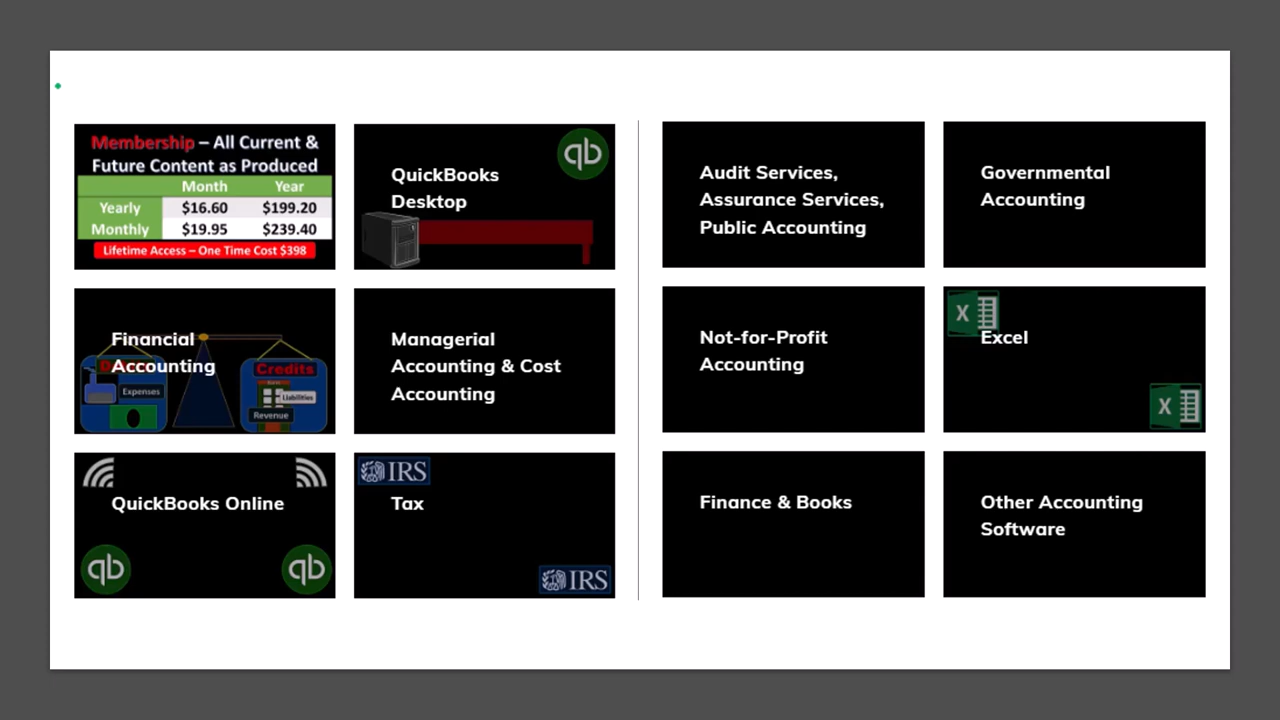 Membership – All Current &
Future Content as Produced
Month Year
Yearly $16.60 $199.20
Monthly $19.95 $239.40
Lifetime Access – One Time Cost $398
qb
QuickBooks
Desktop
Financial
Accounting
Credits
Expenses
Liabilities
Revenue
Managerial
Accounting & Cost
Accounting
QuickBooks Online
qb
qb
IRS
Tax
IRS
Audit Services,
Assurance Services,
Public Accounting
Governmental
Accounting
Not-for-Profit
Accounting
X
Excel
X
Finance & Books
Other Accounting
Software